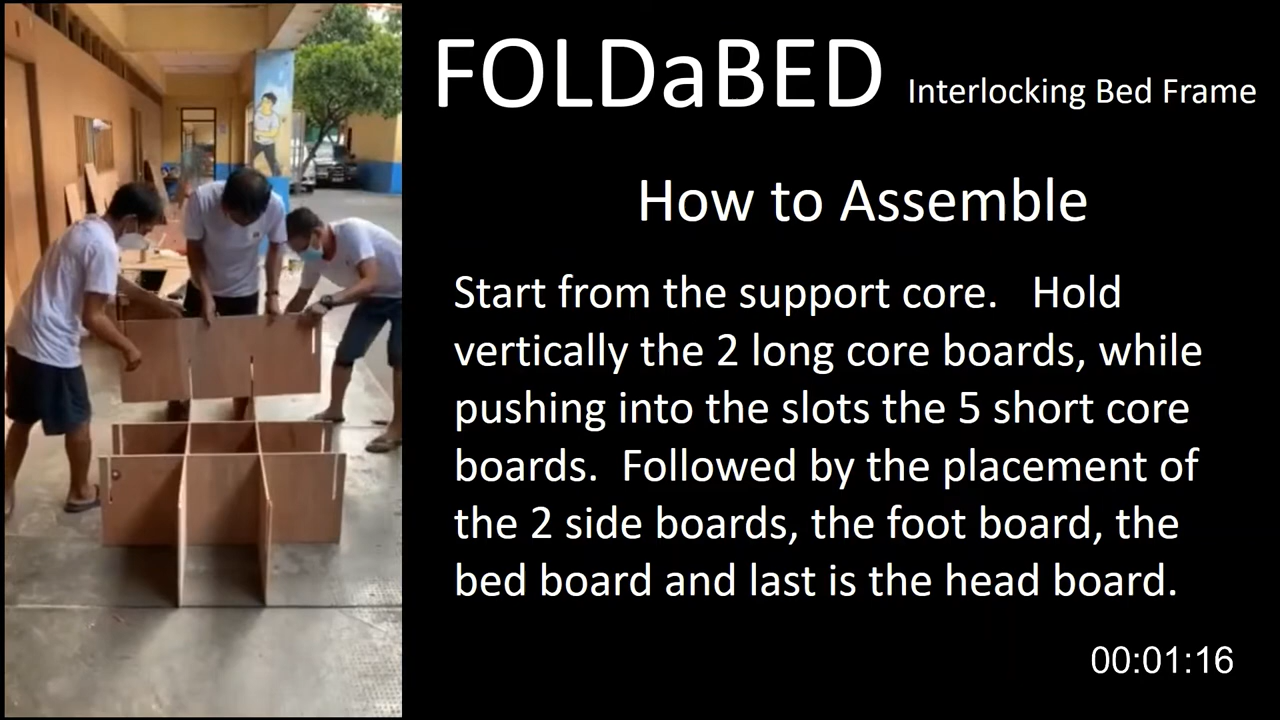 FOLDaBED Interlocking Bed Frame
How to Assemble
Start from the support core. Hold
vertically the 2 long core boards, while
pushing into the slots the 5 short core
boards. Followed by the placement of
the 2 side boards, the foot board, the
bed board and last is the head board.
00:01:16